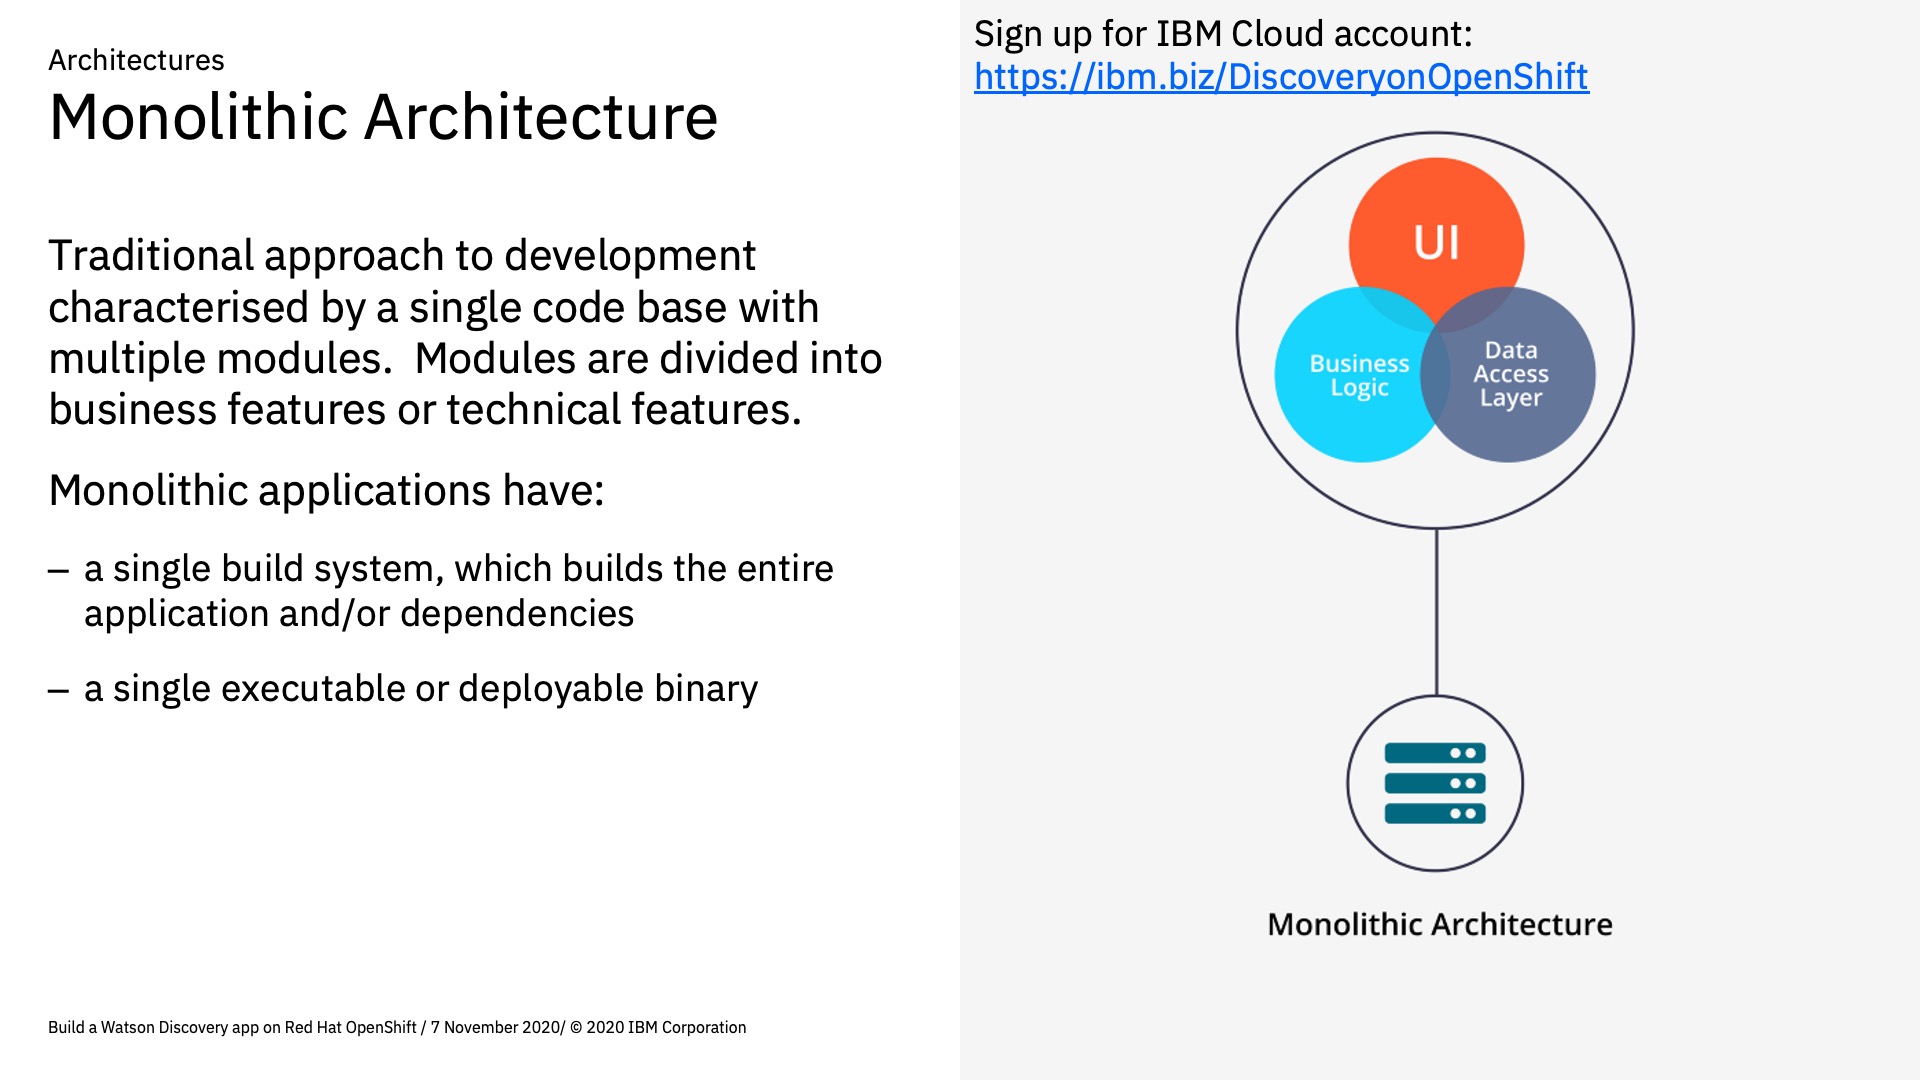 Architectures
Monolithic Architecture
Traditional approach to development
characterised by a single code base with
multiple modules.  Modules are divided into
business features or technical features.
Monolithic applications have:
– a single build system, which builds the entire
application and/or dependencies
– a single executable or deployable binary
Build a Watson Discovery app on Red Hat OpenShift / 7 November 2020/ © 2020 IBM Corporation
Sign up for IBM Cloud account:
https://ibm.biz/DiscoveryonOpenShift
UI
Business
Logic
Data
Access
Layer
Monolithic Architecture